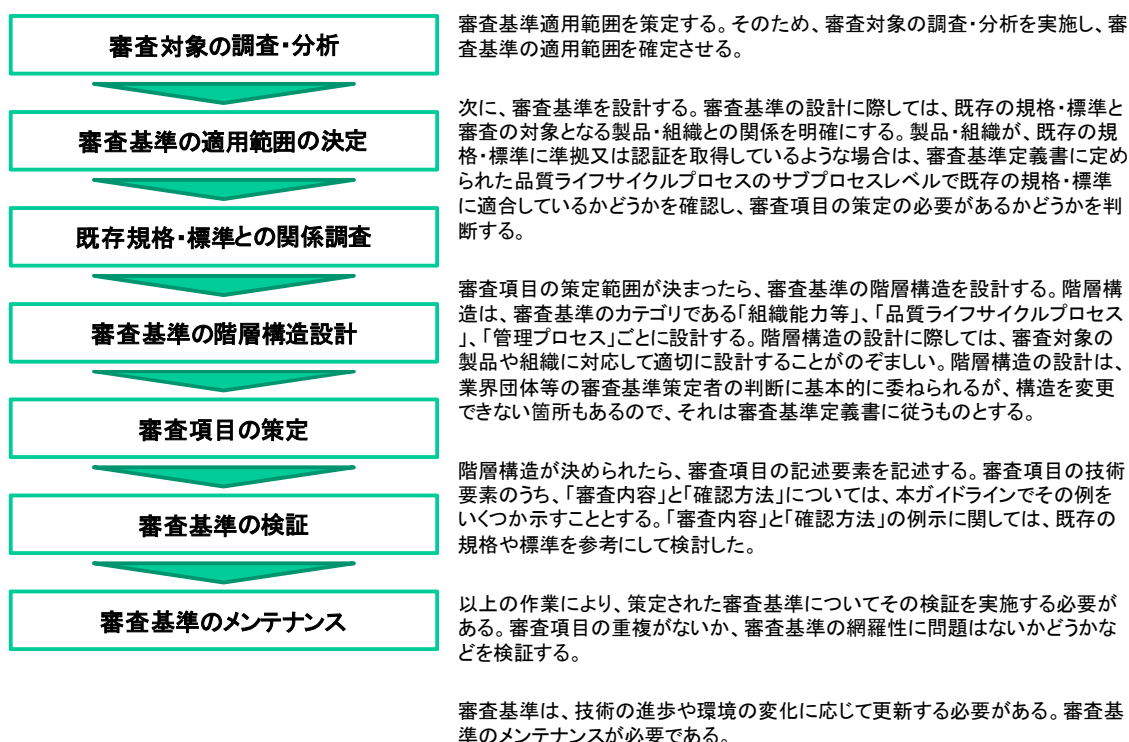 審査対象の調査・分析
審査基準の適用範囲の決定
既存規格・標準との関係調査
審査基準の階層構造設計
審査項目の策定
審査基準の検証
審査基準のメンテナンス
審査基準適用範囲を策定する。そのため、審査対象の調査・分析を実施し、審
査基準の適用範囲を確定させる。
次に、審査基準を設計する。審査基準の設計に際しては、既存の規格・標準と
審査の対象となる製品・組織との関係を明確にする。製品・組織が、既存の規
格・標準に準拠又は認証を取得しているような場合は、審査基準定義書に定め
られた品質ライフサイクルプロセスのサブプロセスレベルで既存の規格・標準
に適合しているかどうかを確認し、審査項目の策定の必要があるかどうかを判
断する。
審査項目の策定範囲が決まったら、審査基準の階層構造を設計する。階層構
造は、審査基準のカテゴリである「組織能力等」、「品質ライフサイクルプロセス
」、「管理プロセス」ごとに設計する。階層構造の設計に際しては、審査対象の
製品や組織に対応して適切に設計することがのぞましい。階層構造の設計は、
業界団体等の審査基準策定者の判断に基本的に委ねられるが、構造を変更
できない箇所もあるので、それは審査基準定義書に従うものとする。
階層構造が決められたら、審査項目の記述要素を記述する。審査項目の技術
要素のうち、「審査内容」と「確認方法」については、本ガイドラインでその例を
いくつか示すこととする。「審査内容」と「確認方法」の例示に関しては、既存の
規格や標準を参考にして検討した。
以上の作業により、策定された審査基準についてその検証を実施する必要が
ある。審査項目の重複がないか、審査基準の網羅性に問題はないかどうかな
どを検証する。
審査基準は、技術の進歩や環境の変化に応じて更新する必要がある。審査基
準のメンテナンスが必要である。